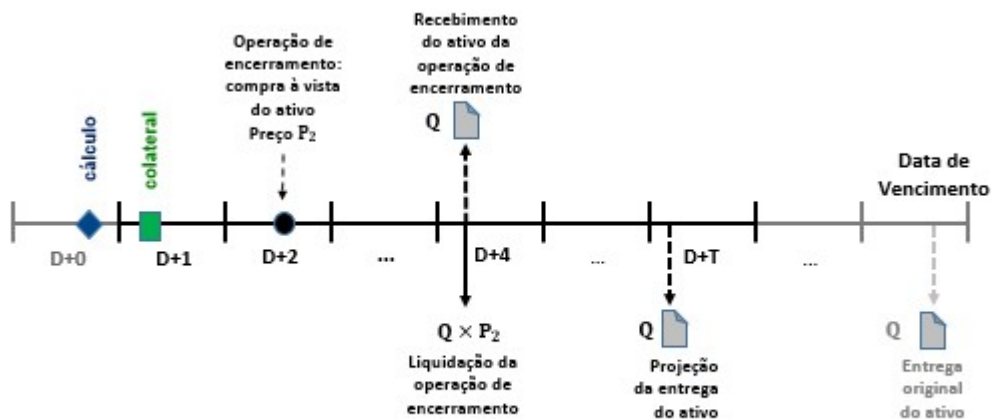 Operação de
encerramento:
compra à vista
do ativo
Preço P₂
Recebimento
do ativo da
operação de
encerramento
Q
cálculo
colateral
Data de
Vencimento
D+0
D+1
D+2
...
D+4
...
D+T
...
Q × P₂
Liquidação da
operação de
encerramento
Q
Projeção
da entrega
do ativo
Q
Entrega
original
do ativo